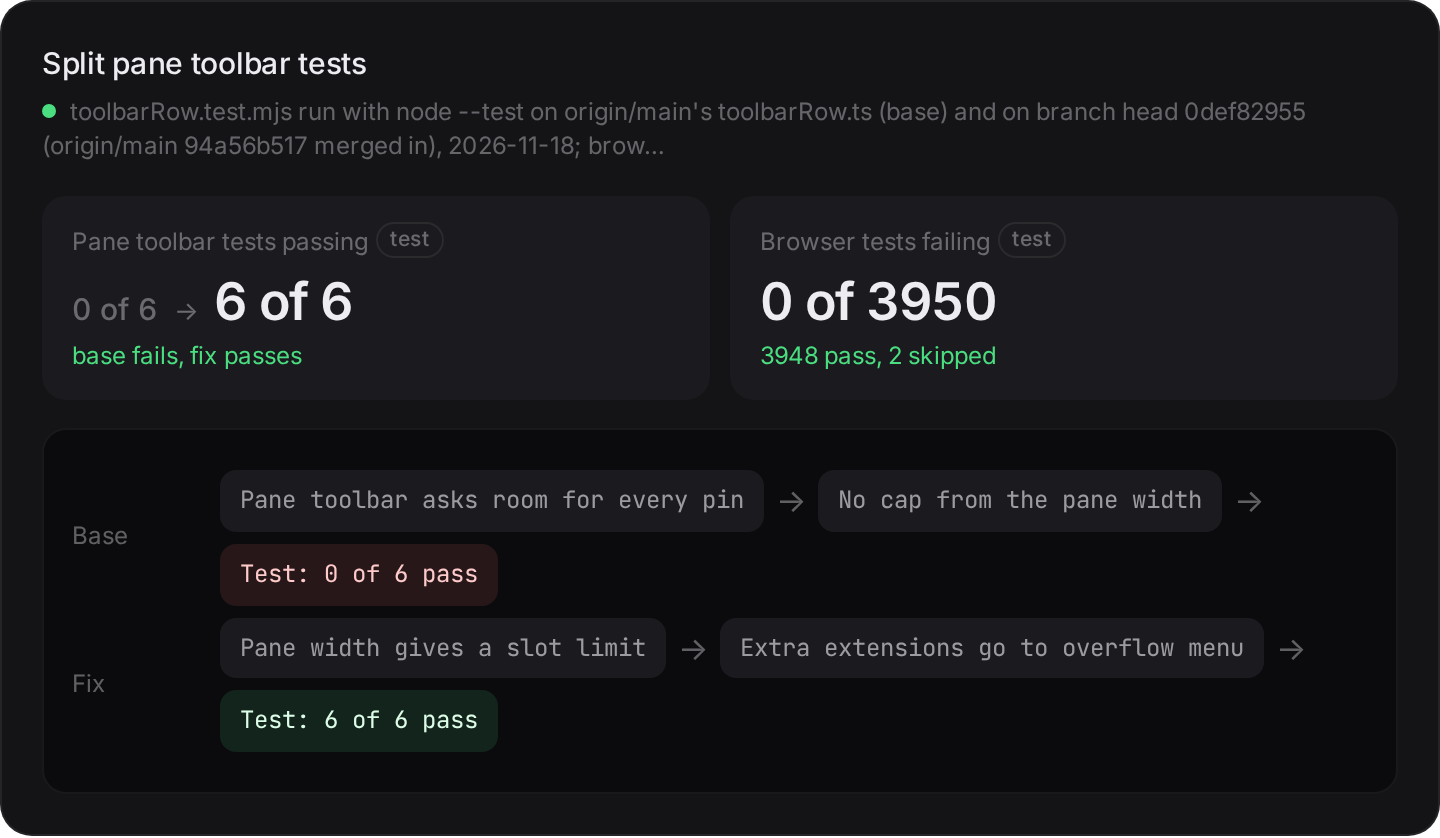 Split pane toolbar tests
toolbarRow.test.mjs run with node --test on origin/main's toolbarRow.ts (base) and on branch head 0def82955
(origin/main 94a56b517 merged in), 2026-11-18; brow...
Pane toolbar tests passing test
0 of 6 → 6 of 6
base fails, fix passes
Browser tests failing test
0 of 3950
3948 pass, 2 skipped
Base
Pane toolbar asks room for every pin → No cap from the pane width →
Test: 0 of 6 pass
Fix
Pane width gives a slot limit → Extra extensions go to overflow menu →
Test: 6 of 6 pass